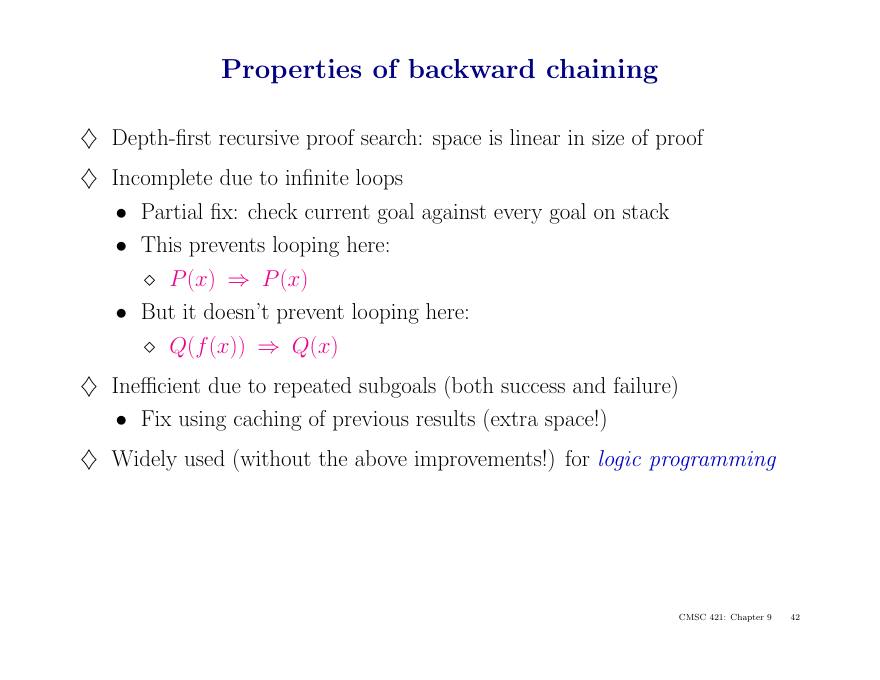 Properties of backward chaining
♢ Depth-first recursive proof search: space is linear in size of proof
♢ Incomplete due to infinite loops
• Partial fix: check current goal against every goal on stack
• This prevents looping here:
⋄ P(x) ⇒ P(x)
• But it doesn't prevent looping here:
⋄ Q(f(x)) ⇒ Q(x)
♢ Inefficient due to repeated subgoals (both success and failure)
• Fix using caching of previous results (extra space!)
♢ Widely used (without the above improvements!) for logic programming
CMSC 421: Chapter 9 42